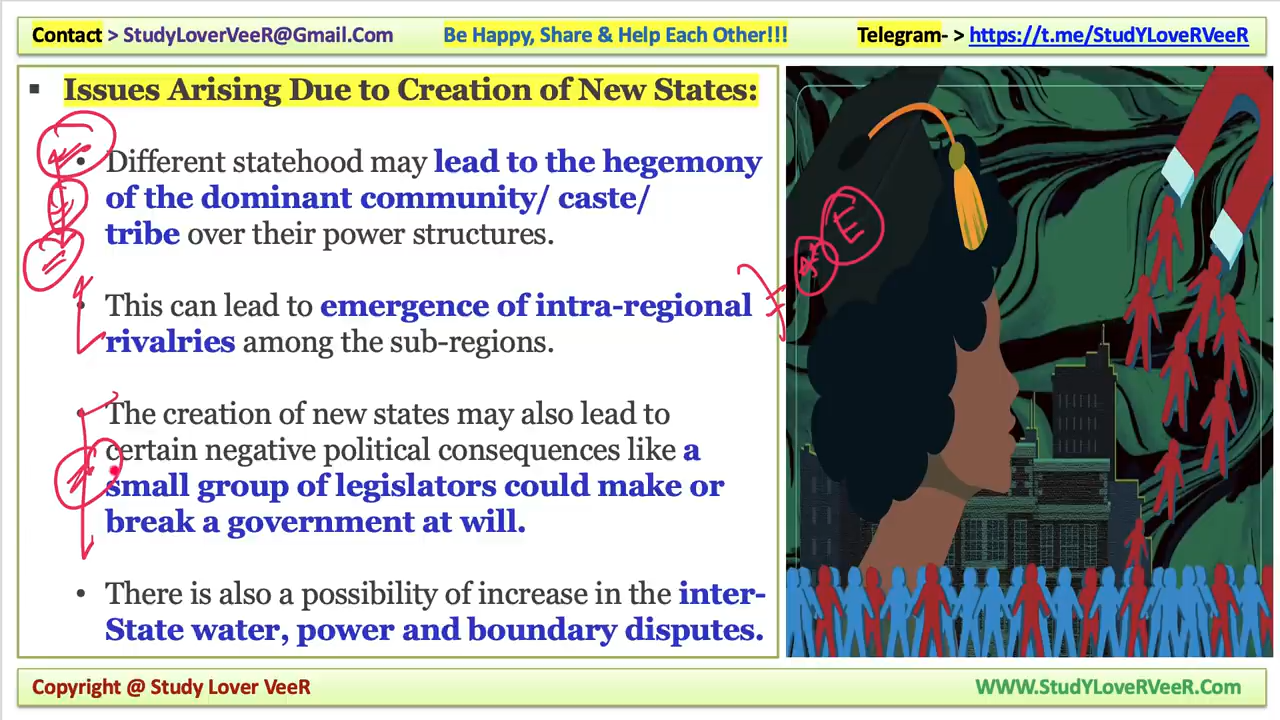 Contact > StudyLoverVeeR@Gmail.Com Be Happy, Share & Help Each Other!!! Telegram- > https://t.me/StudYLoveRVeeR
▪ Issues Arising Due to Creation of New States:
• Different statehood may lead to the hegemony
of the dominant community/ caste/
tribe over their power structures.
• This can lead to emergence of intra-regional
rivalries among the sub-regions.
• The creation of new states may also lead to
certain negative political consequences like a
small group of legislators could make or
break a government at will.
• There is also a possibility of increase in the inter-
State water, power and boundary disputes.
E
Copyright @ Study Lover VeeR WWW.StudYLoveRVeeR.Com